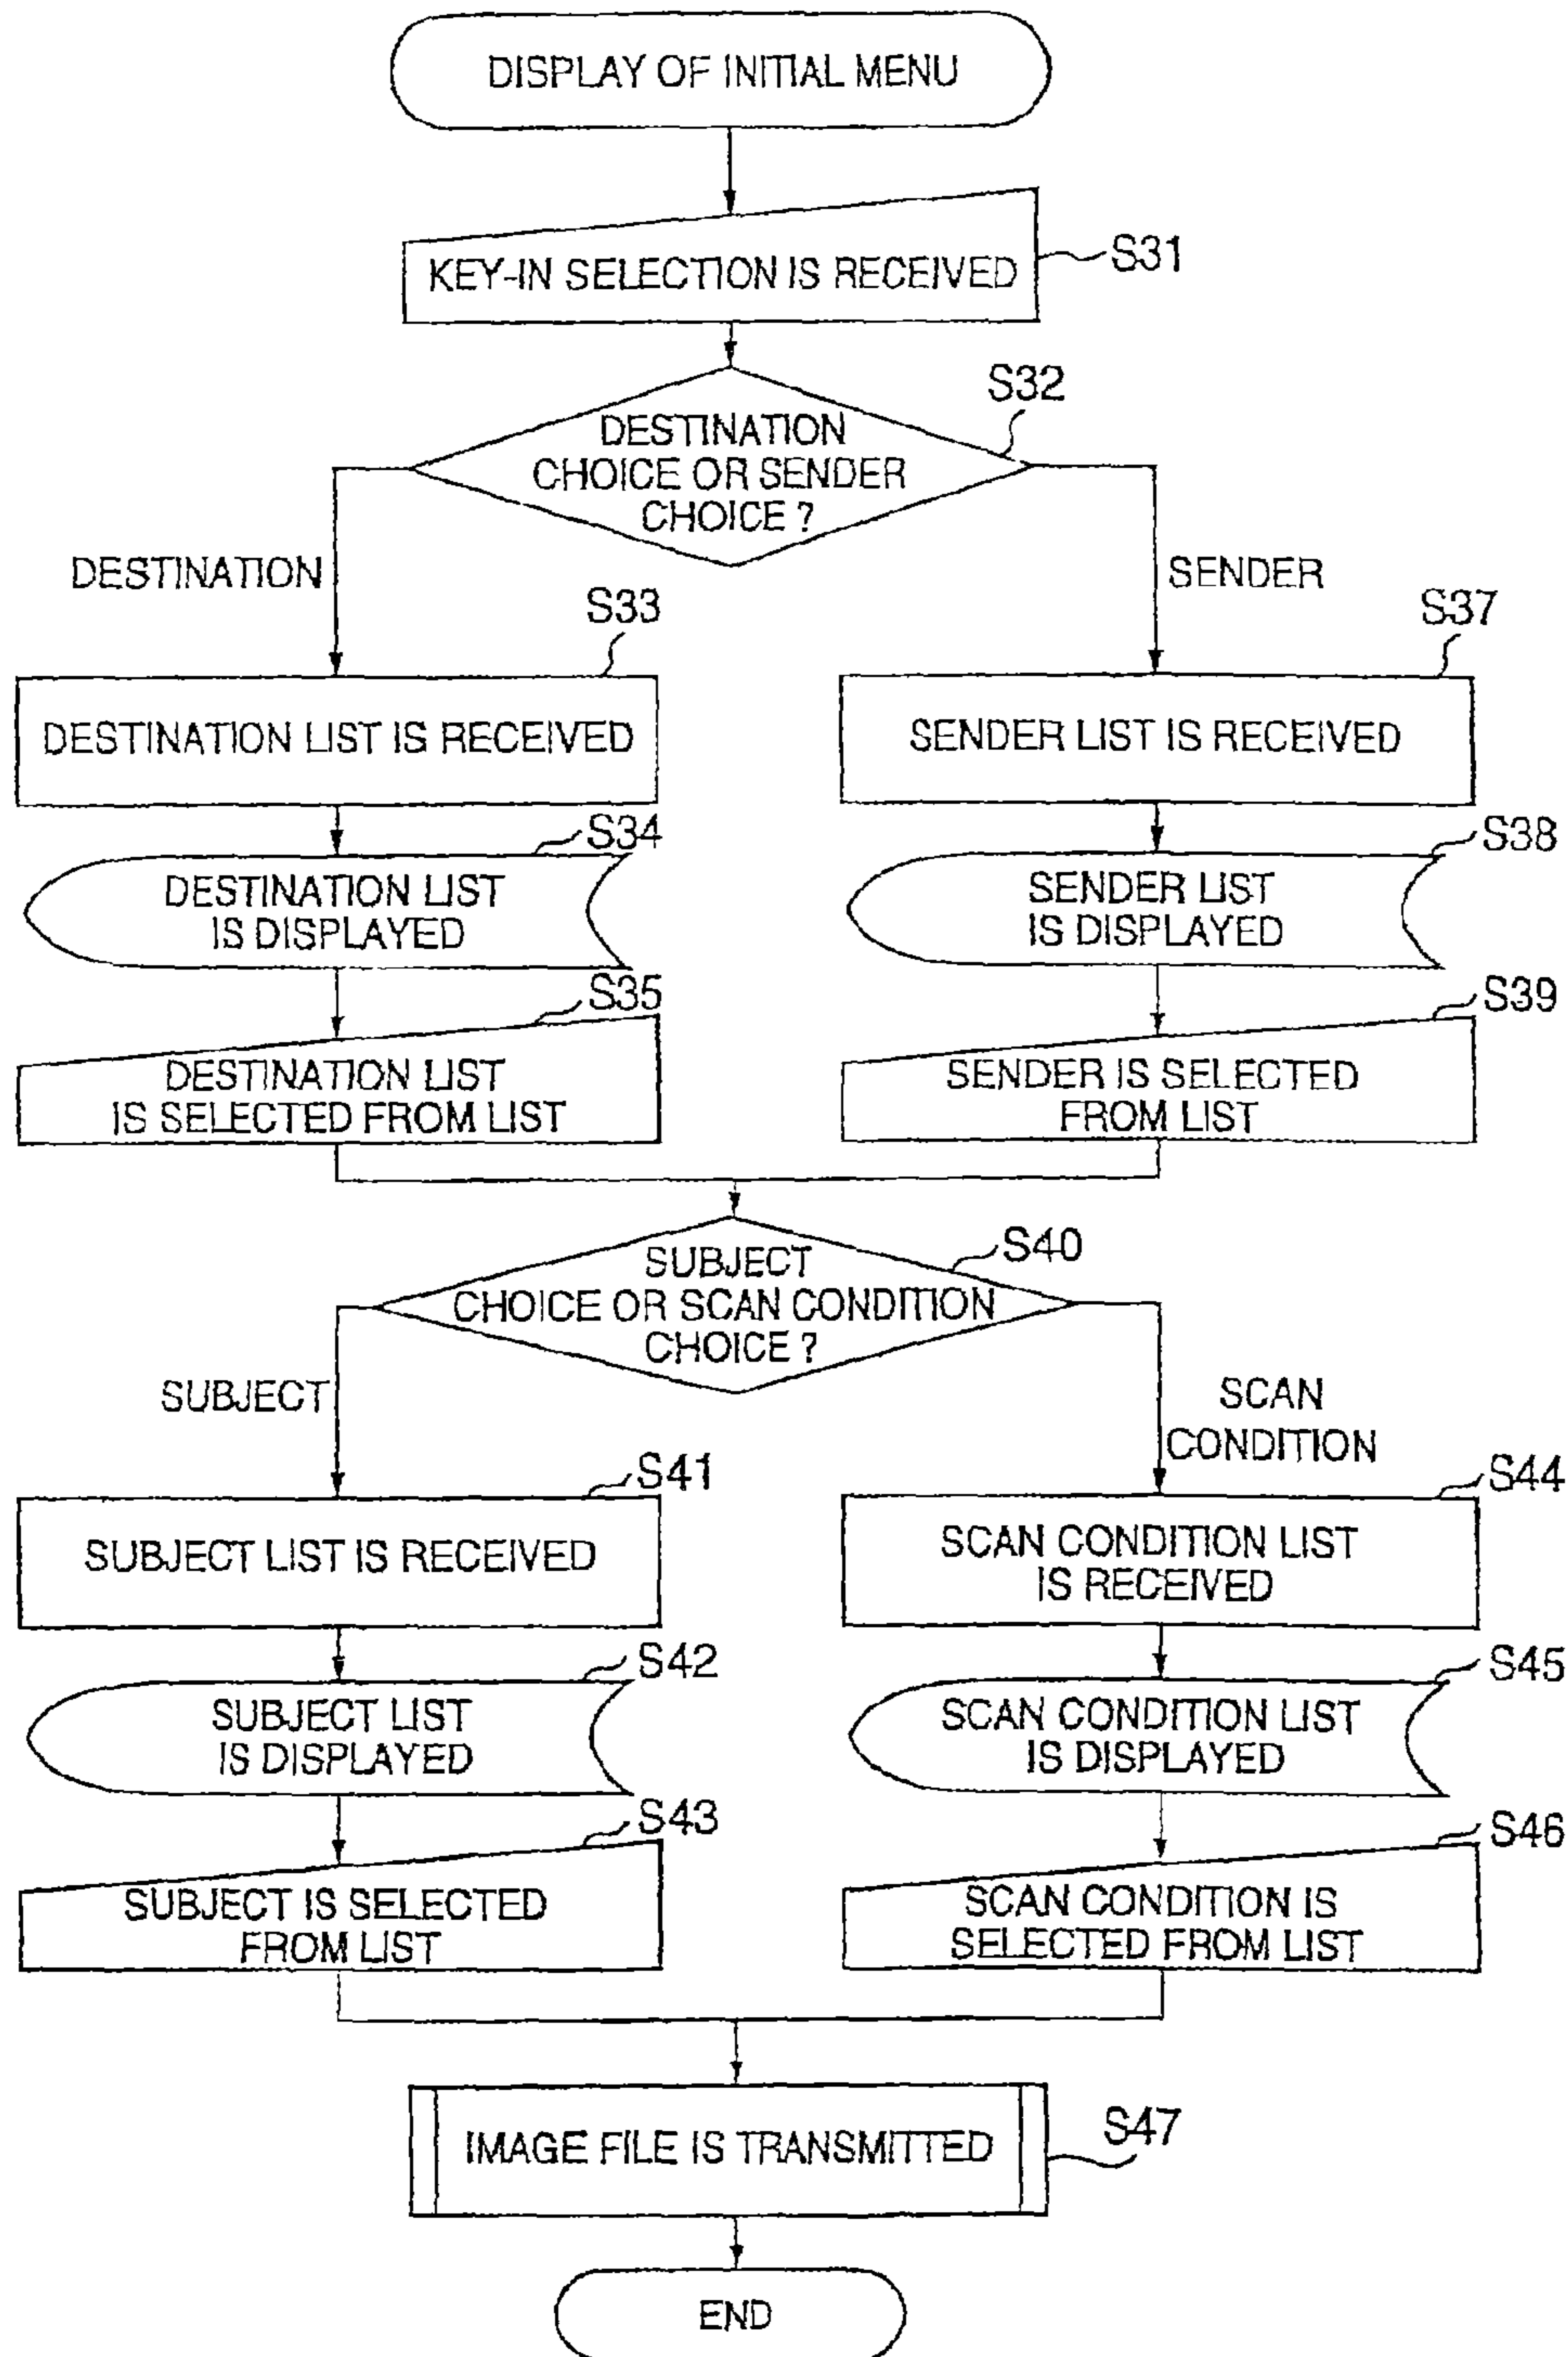 DISPLAY OF INITIAL MENU
KEY-IN SELECTION IS RECEIVED
S31
S32
DESTINATION
CHOICE OR SENDER
CHOICE ?
DESTINATION
SENDER
S33
DESTINATION LIST IS RECEIVED
S37
SENDER LIST IS RECEIVED
S34
DESTINATION LIST
IS DISPLAYED
S38
SENDER LIST
IS DISPLAYED
S35
DESTINATION LIST
IS SELECTED FROM LIST
S39
SENDER IS SELECTED
FROM LIST
S40
SUBJECT
CHOICE OR SCAN CONDITION
CHOICE ?
SUBJECT
SCAN
CONDITION
S41
SUBJECT LIST IS RECEIVED
S44
SCAN CONDITION LIST
IS RECEIVED
S42
SUBJECT LIST
IS DISPLAYED
S45
SCAN CONDITION LIST
IS DISPLAYED
S43
SUBJECT IS SELECTED
FROM LIST
S46
SCAN CONDITION IS
SELECTED FROM LIST
IMAGE FILE IS TRANSMITTED
S47
END